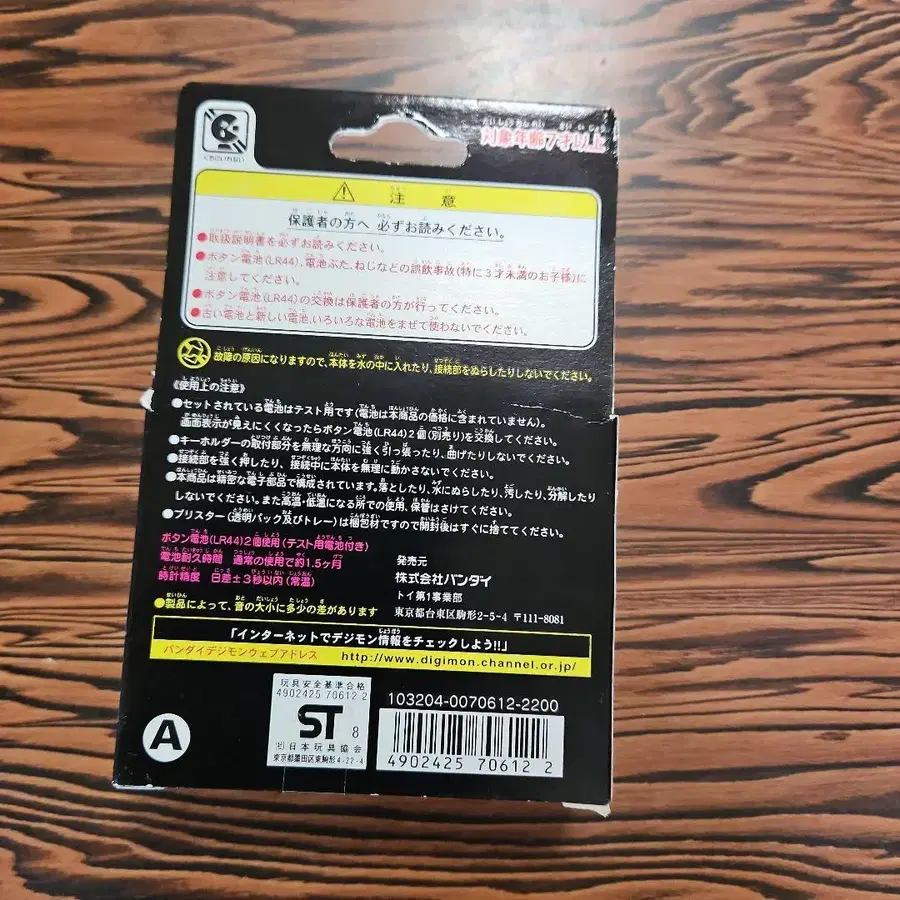 くちにいれない
対象年齢7才以上
注意
保護者の方へ 必ずお読みください。
●取扱説明書を必ずお読みください。
●ボタン電池(LR44)、電池ぶた、ねじなどの誤飲事故(特に3才未満のお子様)に
注意してください。
●ボタン電池(LR44)の交換は保護者の方が行ってください。
●古い電池と新しい電池、いろいろな電池をまぜて使わないでください。
故障の原因になりますので、本体を水の中に入れたり、接続部をぬらしたりしないでください。
《使用上の注意》
●セットされている電池はテスト用です(電池は本商品の価格に含まれていません)。
画面表示が見えにくくなったらボタン電池(LR44)2個(別売り)を交換してください。
●キーホルダーの取付部分を無理な方向に強く引っ張ったり、曲げたりしないでください。
●接続部を強く押したり、接続中に本体を無理に動かさないでください。
●本商品は精密な電子部品で構成されています。落としたり、水にぬらしたり、汚したり、分解したり
しないでください。また高温・低温になる所での使用、保管はさけてください。
●ブリスター(透明パック及びトレー)は梱包材ですので開封後はすぐに捨ててください。
ボタン電池(LR44)2個使用(テスト用電池付き)
電池耐久時間 通常の使用で約1.5ヶ月
時計精度 日差±3秒以内(常温)
●製品によって、音の大小に多少の差があります
発売元
株式会社バンダイ
トイ第1事業部
東京都台東区駒形2-5-4 〒111-8081
「インターネットでデジモン情報をチェックしよう!!」
バンダイデジモンウェブアドレス http://www.digimon.channel.or.jp/
A
玩具安全基準合格
4902425 70612 2
ST 8
(社)日本玩具協会
東京都墨田区東駒形4-22-4
103204-0070612-2200
4902425 70612 2